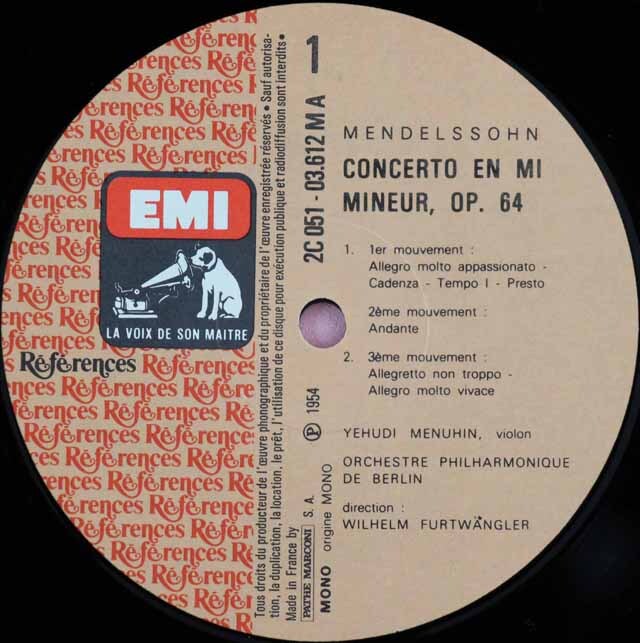 1
2C 051 - 03.612 M A
MENDELSSOHN
CONCERTO EN MI
MINEUR, OP. 64
1. 1er mouvement :
Allegro molto appassionato -
Cadenza - Tempo I - Presto
2ème mouvement :
Andante
2. 3ème mouvement :
Allegretto non troppo -
Allegro molto vivace
YEHUDI MENUHIN, violon
ORCHESTRE PHILHARMONIQUE
DE BERLIN
direction :
WILHELM FURTWÄNGLER
EMI
LA VOIX DE SON MAITRE
Références Références
Tous droits du producteur de l'œuvre phonographique et du propriétaire de l'œuvre enregistrée réservés • Sauf autorisa-
tion, la duplication, la location, le prêt, l'utilisation de ce disque pour exécution publique et radiodiffusion sont interdits •
Made in France by
PATHE MARCONI S. A.
MONO origine MONO
Ⓟ 1954